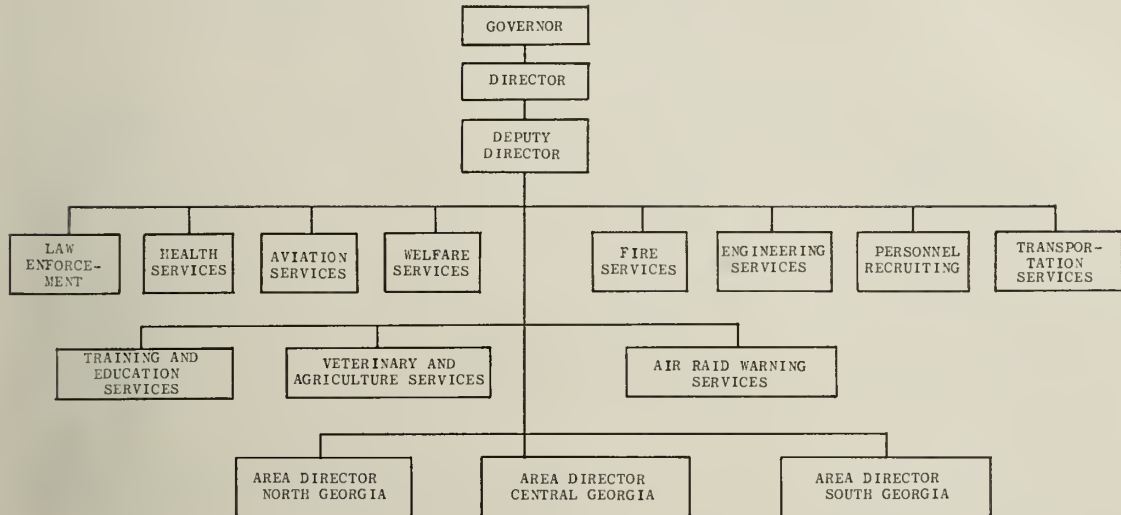 GOVERNOR
DIRECTOR
DEPUTY
DIRECTOR
LAW
ENFORCE-
MENT
HEALTH
SERVICES
AVIATION
SERVICES
WELFARE
SERVICES
FIRE
SERVICES
ENGINEERING
SERVICES
PERSONNEL
RECRUITING
TRANSPOR-
TATION
SERVICES
TRAINING AND
EDUCATION
SERVICES
VETERINARY AND
AGRICULTURE SERVICES
AIR RAID WARNING
SERVICES
AREA DIRECTOR
NORTH GEORGIA
AREA DIRECTOR
CENTRAL GEORGIA
AREA DIRECTOR
SOUTH GEORGIA